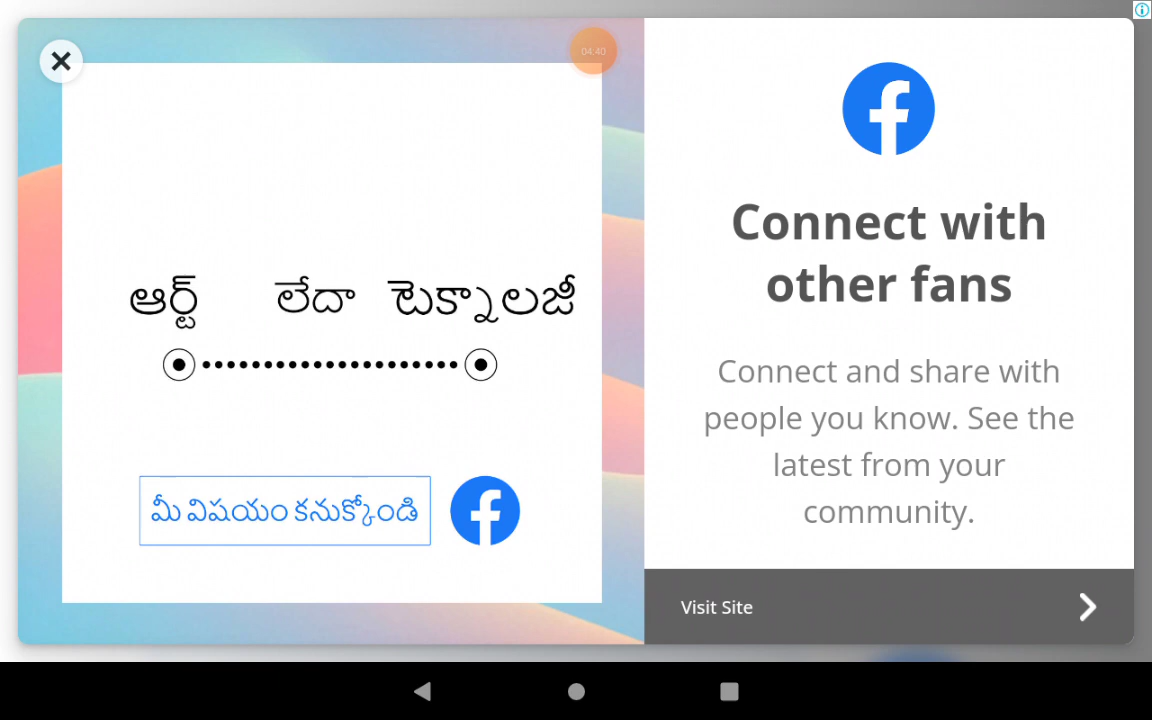 04:40
ఆర్ట్ లేదా టెక్నాలజీ
మీ విషయం కనుక్కోండి
Connect with
other fans
Connect and share with
people you know. See the
latest from your
community.
Visit Site